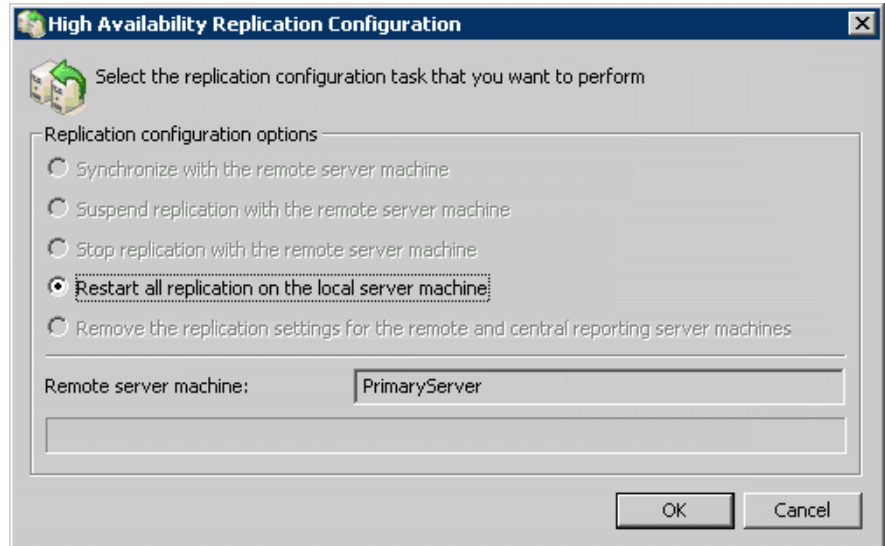 High Availability Replication Configuration
Select the replication configuration task that you want to perform
Replication configuration options
Synchronize with the remote server machine
Suspend replication with the remote server machine
Stop replication with the remote server machine
Restart all replication on the local server machine
Remove the replication settings for the remote and central reporting server machines
Remote server machine: PrimaryServer
OK Cancel